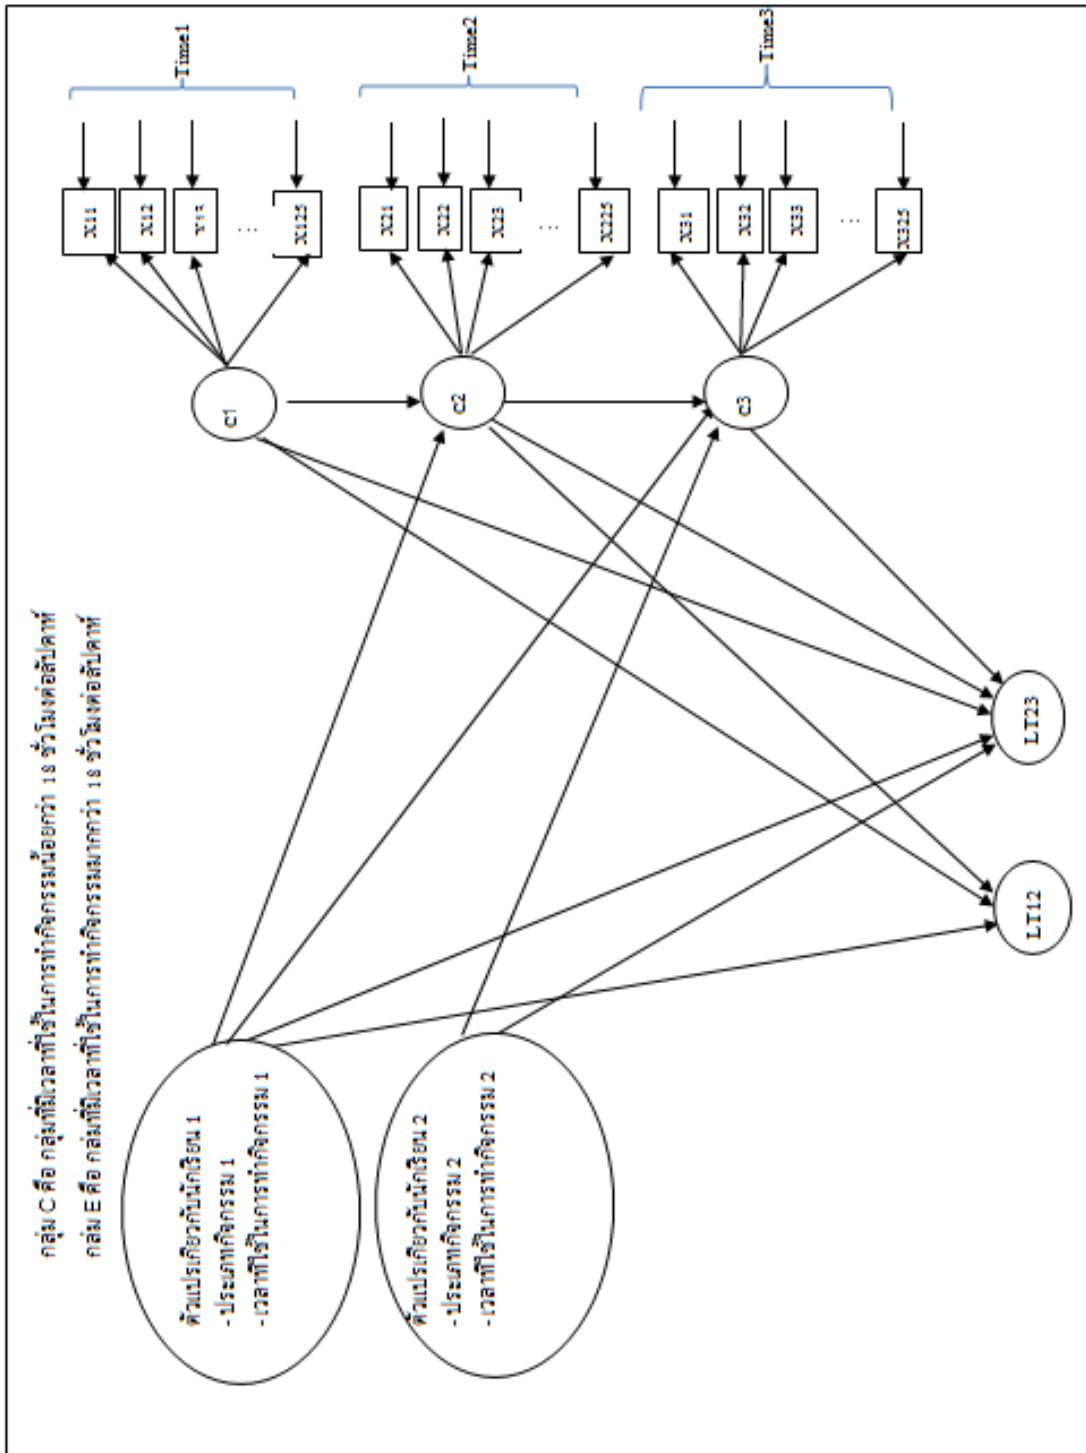 กลุ่ม C คือ กลุ่มที่มีเวลาที่ใช้ในการทำกิจกรรมน้อยกว่า 18 ชั่วโมงต่อสัปดาห์
กลุ่ม E คือ กลุ่มที่มีเวลาที่ใช้ในการทำกิจกรรมมากกว่า 18 ชั่วโมงต่อสัปดาห์
Time1
X11
X12
X13
...
X125
Time2
X21
X22
X23
...
X225
Time3
X31
X32
X33
...
X325
c1
c2
c3
ตัวแปรเกี่ยวกับนักเรียน 1
-ประเภทกิจกรรม 1
-เวลาที่ใช้ในการทำกิจกรรม 1
ตัวแปรเกี่ยวกับนักเรียน 2
-ประเภทกิจกรรม 2
-เวลาที่ใช้ในการทำกิจกรรม 2
LT12
LT23